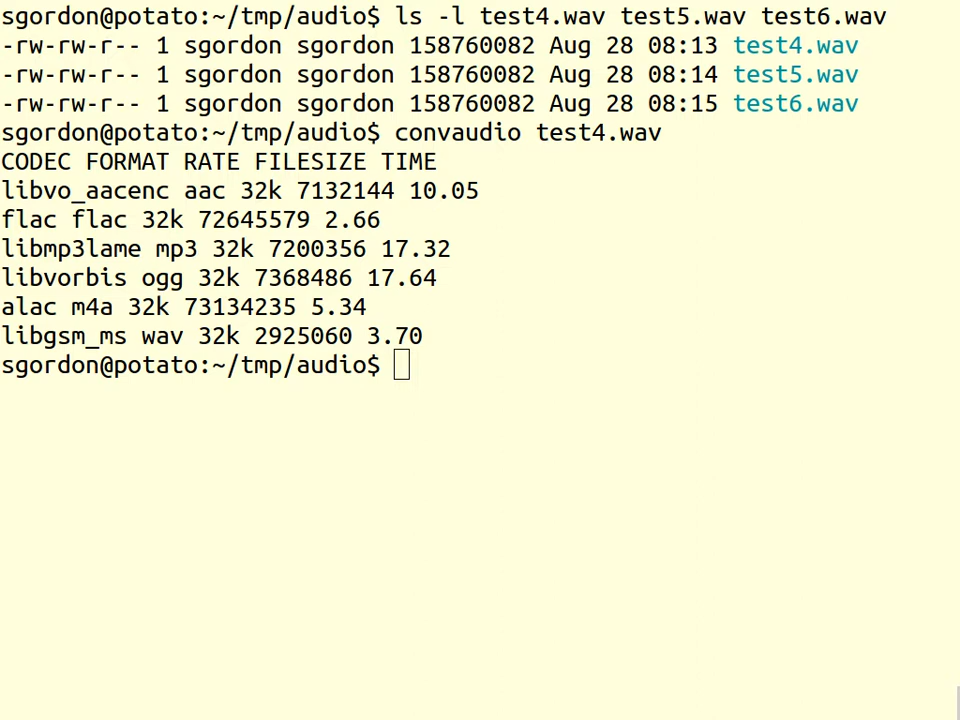 sgordon@potato:~/tmp/audio$ ls -l test4.wav test5.wav test6.wav
-rw-rw-r-- 1 sgordon sgordon 158760082 Aug 28 08:13 test4.wav
-rw-rw-r-- 1 sgordon sgordon 158760082 Aug 28 08:14 test5.wav
-rw-rw-r-- 1 sgordon sgordon 158760082 Aug 28 08:15 test6.wav
sgordon@potato:~/tmp/audio$ convaudio test4.wav
CODEC FORMAT RATE FILESIZE TIME
libvo_aacenc aac 32k 7132144 10.05
flac flac 32k 72645579 2.66
libmp3lame mp3 32k 7200356 17.32
libvorbis ogg 32k 7368486 17.64
alac m4a 32k 73134235 5.34
libgsm_ms wav 32k 2925060 3.70
sgordon@potato:~/tmp/audio$